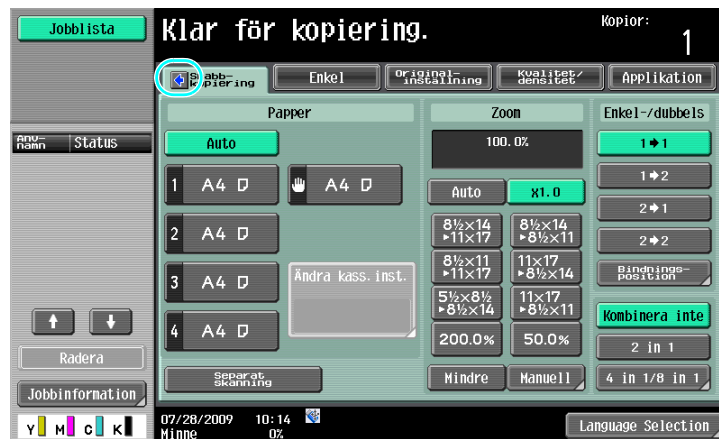 Jobblista
Klar för kopiering.
Kopior:
1
Snabb-
kopiering
Enkel
Original-
inställning
Kvalitet/
densitet
Applikation
Papper
Zoom
Enkel-/dubbels
Anv-
namn
Status
Auto
100.0%
1 1
1 A4
A4
Auto
x1.0
1 2
2 1
2 A4
8½×14
▸11×17
8½×14
▸8½×11
2 2
3 A4
Ändra kass.inst.
8½×11
▸11×17
11×17
▸8½×14
Bindnings-
position
5½×8½
▸8½×14
11×17
▸8½×11
Kombinera inte
4 A4
200.0%
50.0%
2 in 1
Radera
Separat
skanning
Mindre
Manuell
4 in 1/8 in 1
Jobbinformation
Y M C K
07/28/2009 10:14
Minne 0%
Language Selection